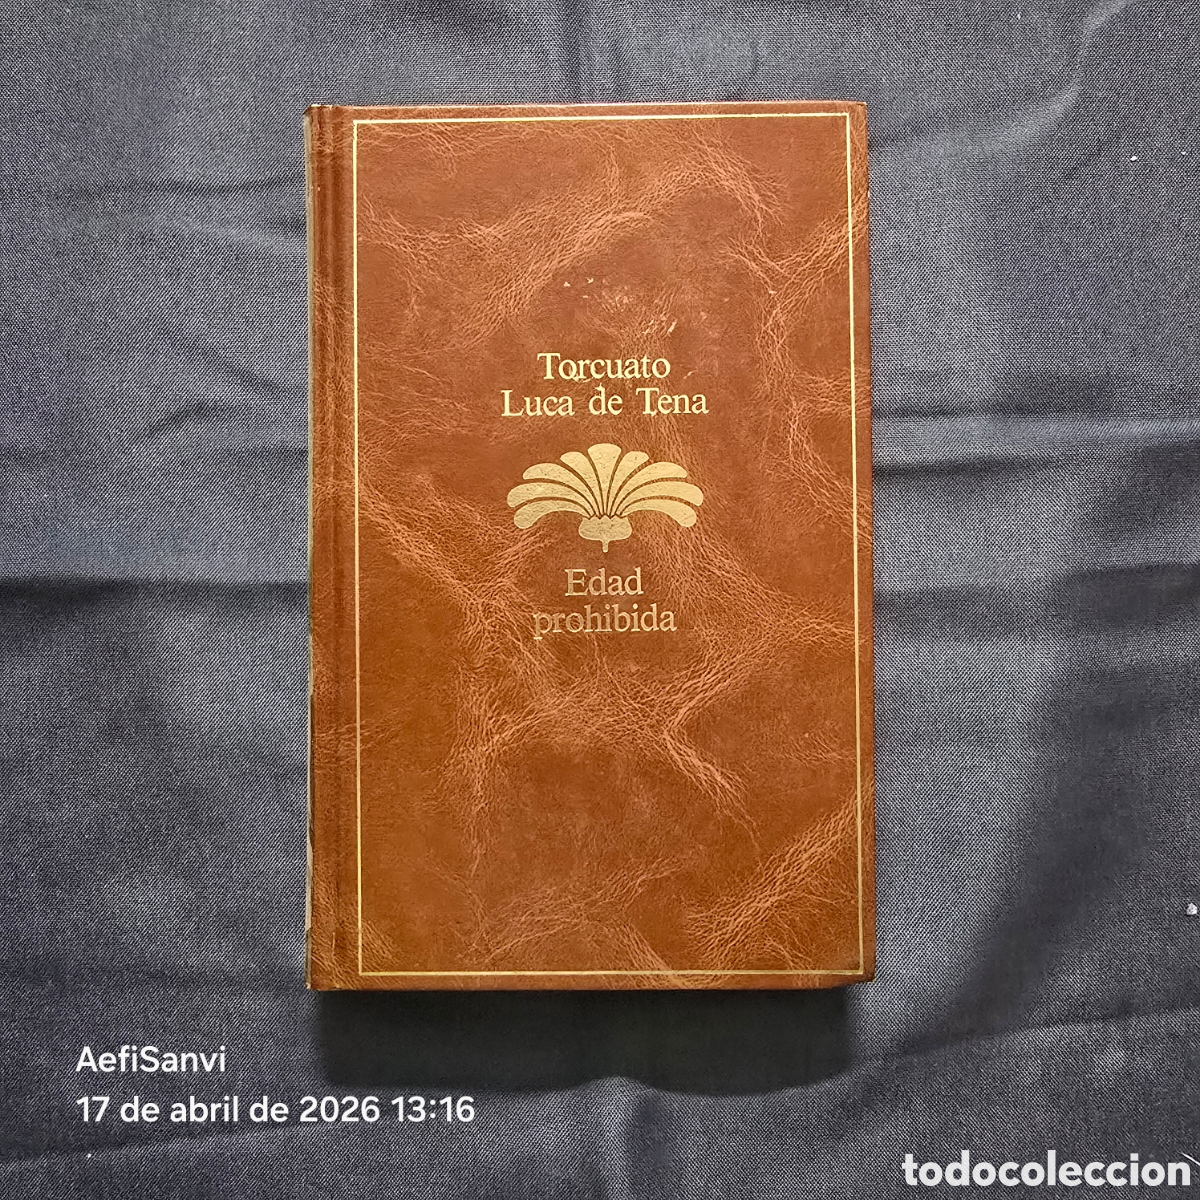 Torcuato
Luca de Tena
Edad
prohibida
AefiSanvi
17 de abril de 2026 13:16
todocoleccion